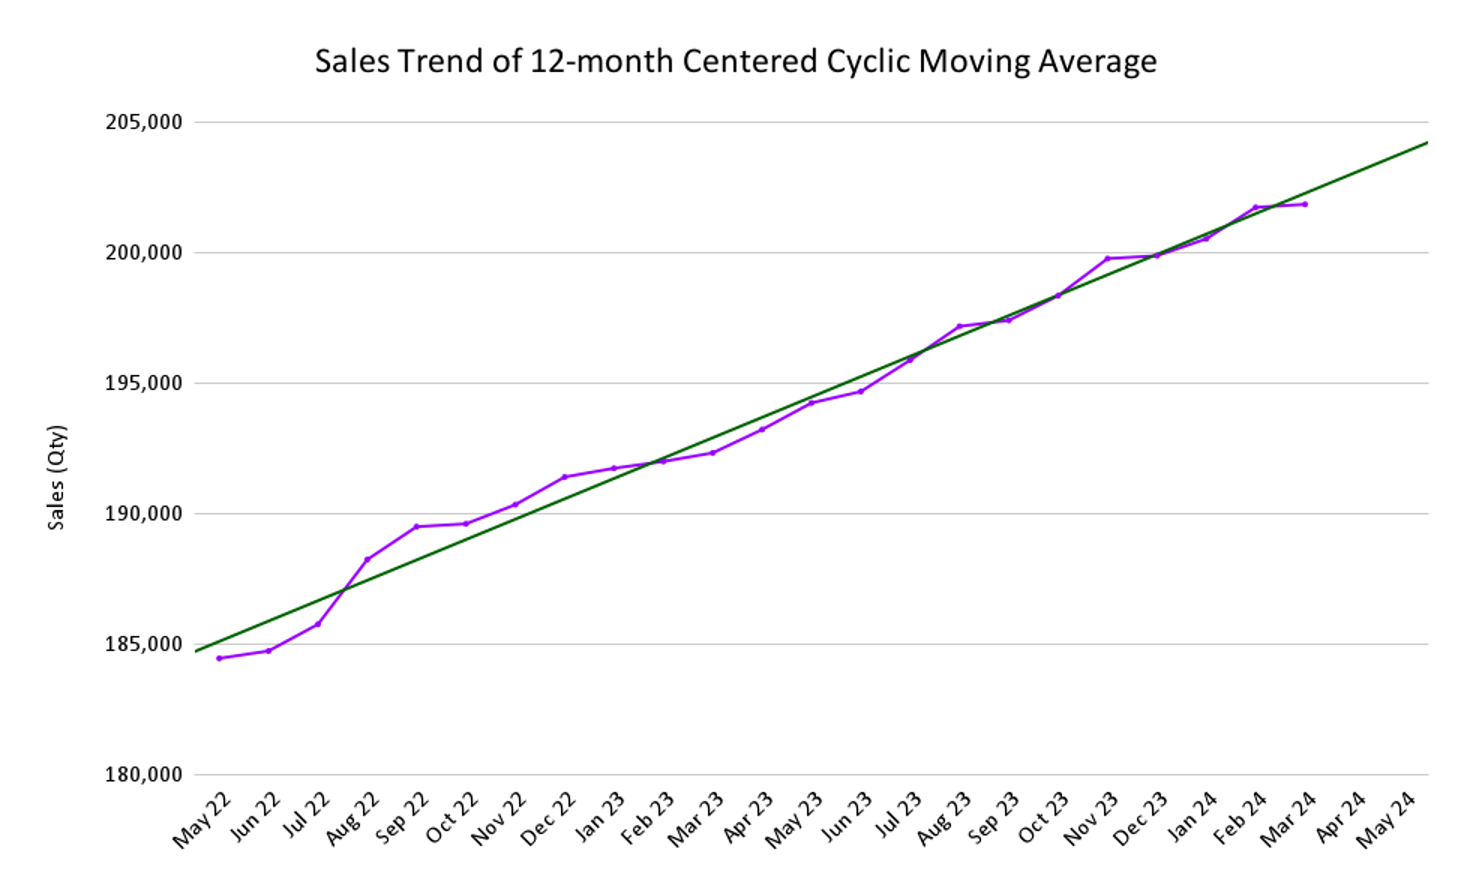 Sales Trend of 12-month Centered Cyclic Moving Average
205,000
200,000
195,000
190,000
185,000
180,000
Sales (Qty)
May 22
Jun 22
Jul 22
Aug 22
Sep 22
Oct 22
Nov 22
Dec 22
Jan 23
Feb 23
Mar 23
Apr 23
May 23
Jun 23
Jul 23
Aug 23
Sep 23
Oct 23
Nov 23
Dec 23
Jan 24
Feb 24
Mar 24
Apr 24
May 24